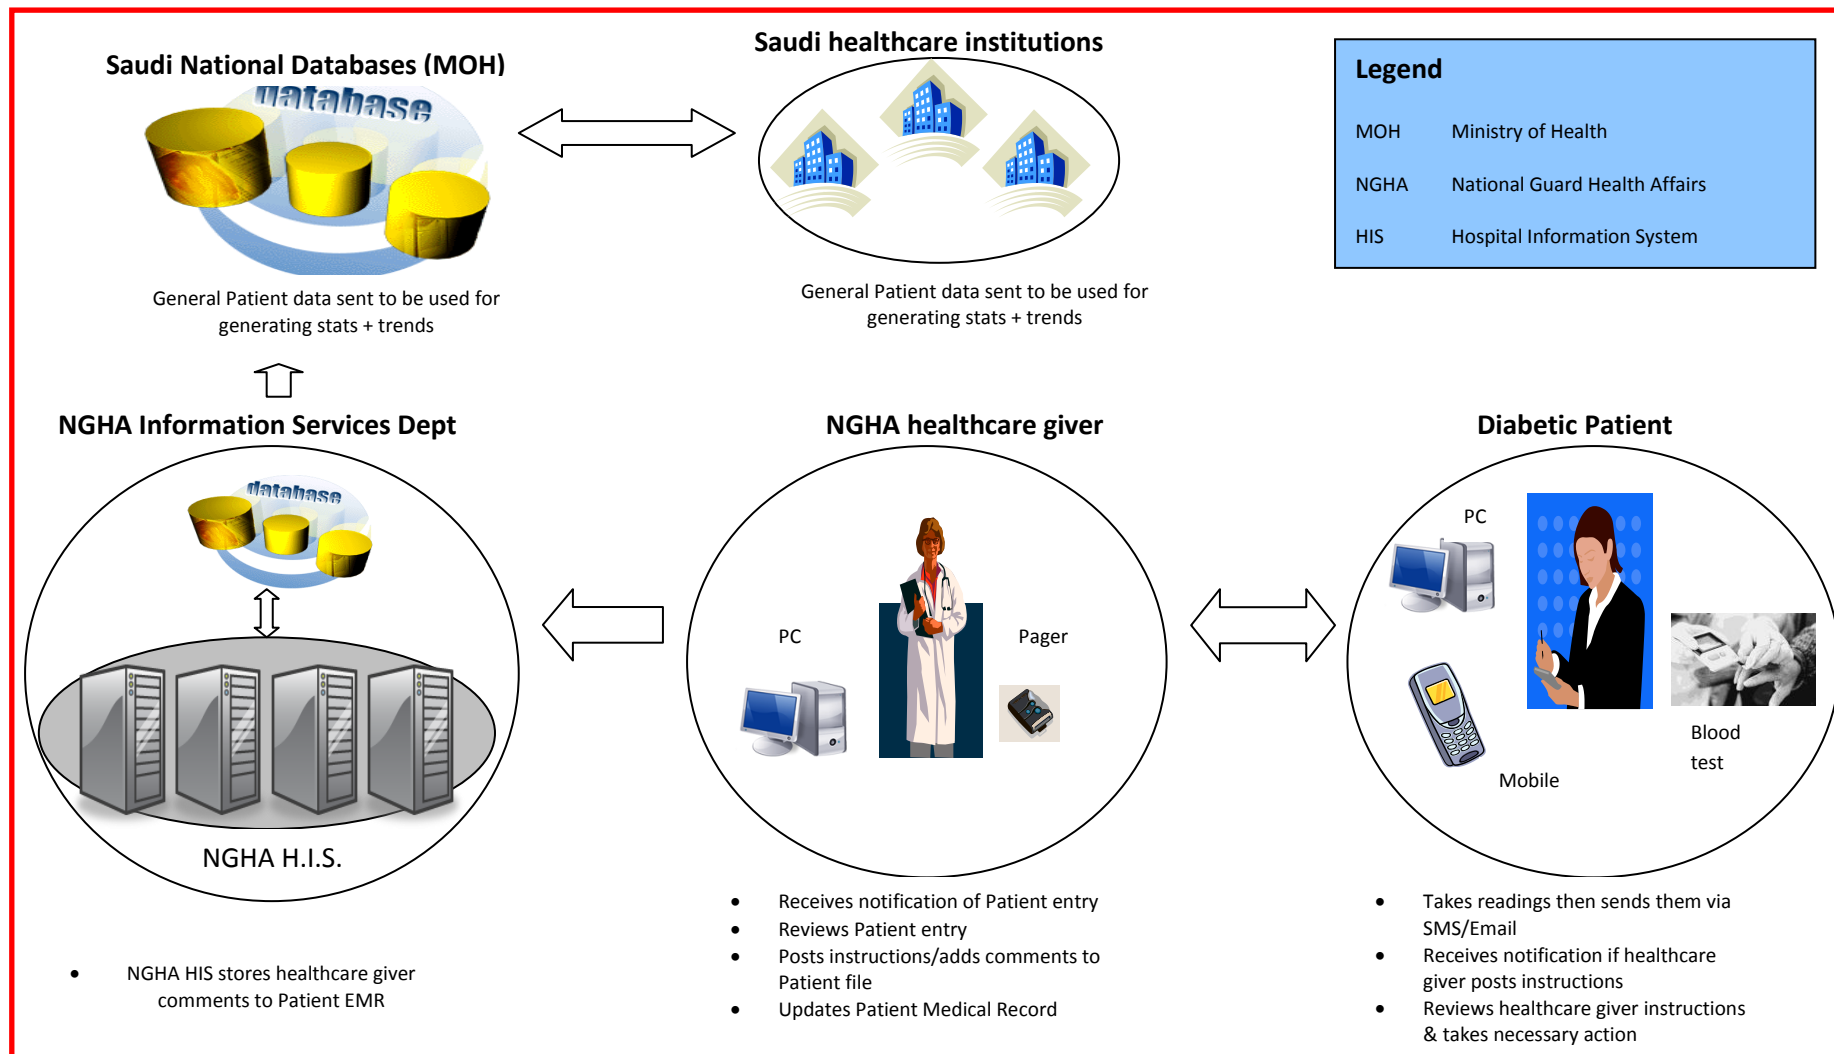 Saudi National Databases (MOH)
database
General Patient data sent to be used for
generating stats + trends
Saudi healthcare institutions
General Patient data sent to be used for
generating stats + trends
Legend
MOH Ministry of Health
NGHA National Guard Health Affairs
HIS Hospital Information System
NGHA Information Services Dept
database
NGHA H.I.S.
• NGHA HIS stores healthcare giver
comments to Patient EMR
NGHA healthcare giver
PC
Pager
• Receives notification of Patient entry
• Reviews Patient entry
• Posts instructions/adds comments to
Patient file
• Updates Patient Medical Record
Diabetic Patient
PC
Mobile
Blood
test
• Takes readings then sends them via
SMS/Email
• Receives notification if healthcare
giver posts instructions
• Reviews healthcare giver instructions
& takes necessary action